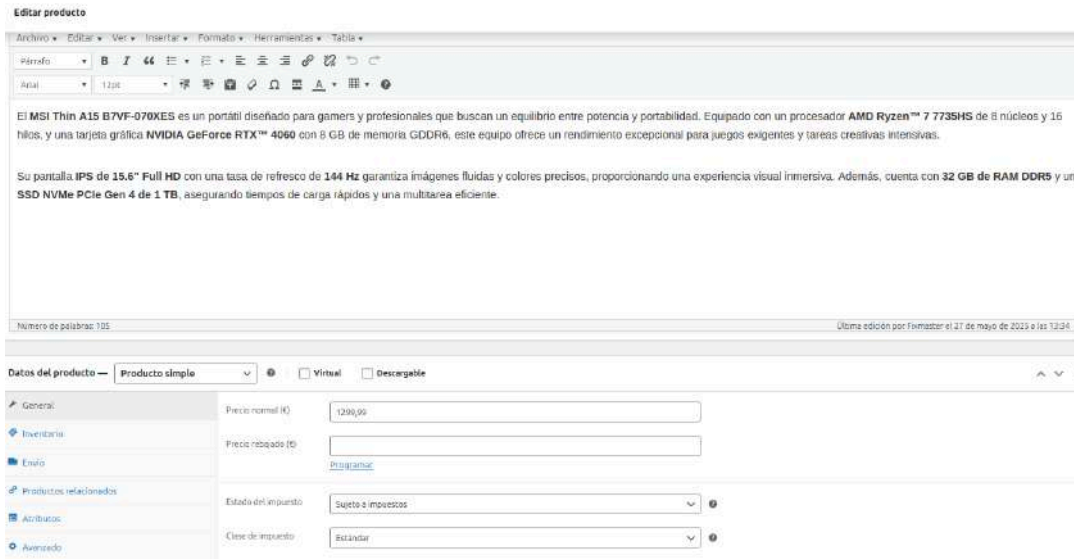 Editar producto
Archivo Editar Ver Insertar Formato Herramientas Tabla
Párrafo
Arial 12pt
El MSI Thin A15 B7VF-070XES es un portátil diseñado para gamers y profesionales que buscan un equilibrio entre potencia y portabilidad. Equipado con un procesador AMD Ryzen™ 7 7735HS de 8 núcleos y 16
hilos, y una tarjeta gráfica NVIDIA GeForce RTX™ 4060 con 8 GB de memoria GDDR6, este equipo ofrece un rendimiento excepcional para juegos exigentes y tareas creativas intensivas.
Su pantalla IPS de 15.6" Full HD con una tasa de refresco de 144 Hz garantiza imágenes fluidas y colores precisos, proporcionando una experiencia visual inmersiva. Además, cuenta con 32 GB de RAM DDR5 y un
SSD NVMe PCIe Gen 4 de 1 TB, asegurando tiempos de carga rápidos y una multitarea eficiente.
Número de palabras: 105 Última edición por Fixmaster el 27 de mayo de 2025 a las 13:34
Datos del producto — Producto simple Virtual Descargable
General Precio normal (€) 1299,99
Inventario Precio rebajado (€)
Envío Programar
Productos relacionados Estado del impuesto Sujeto a impuestos
Atributos
Avanzado Clase de impuesto Estándar